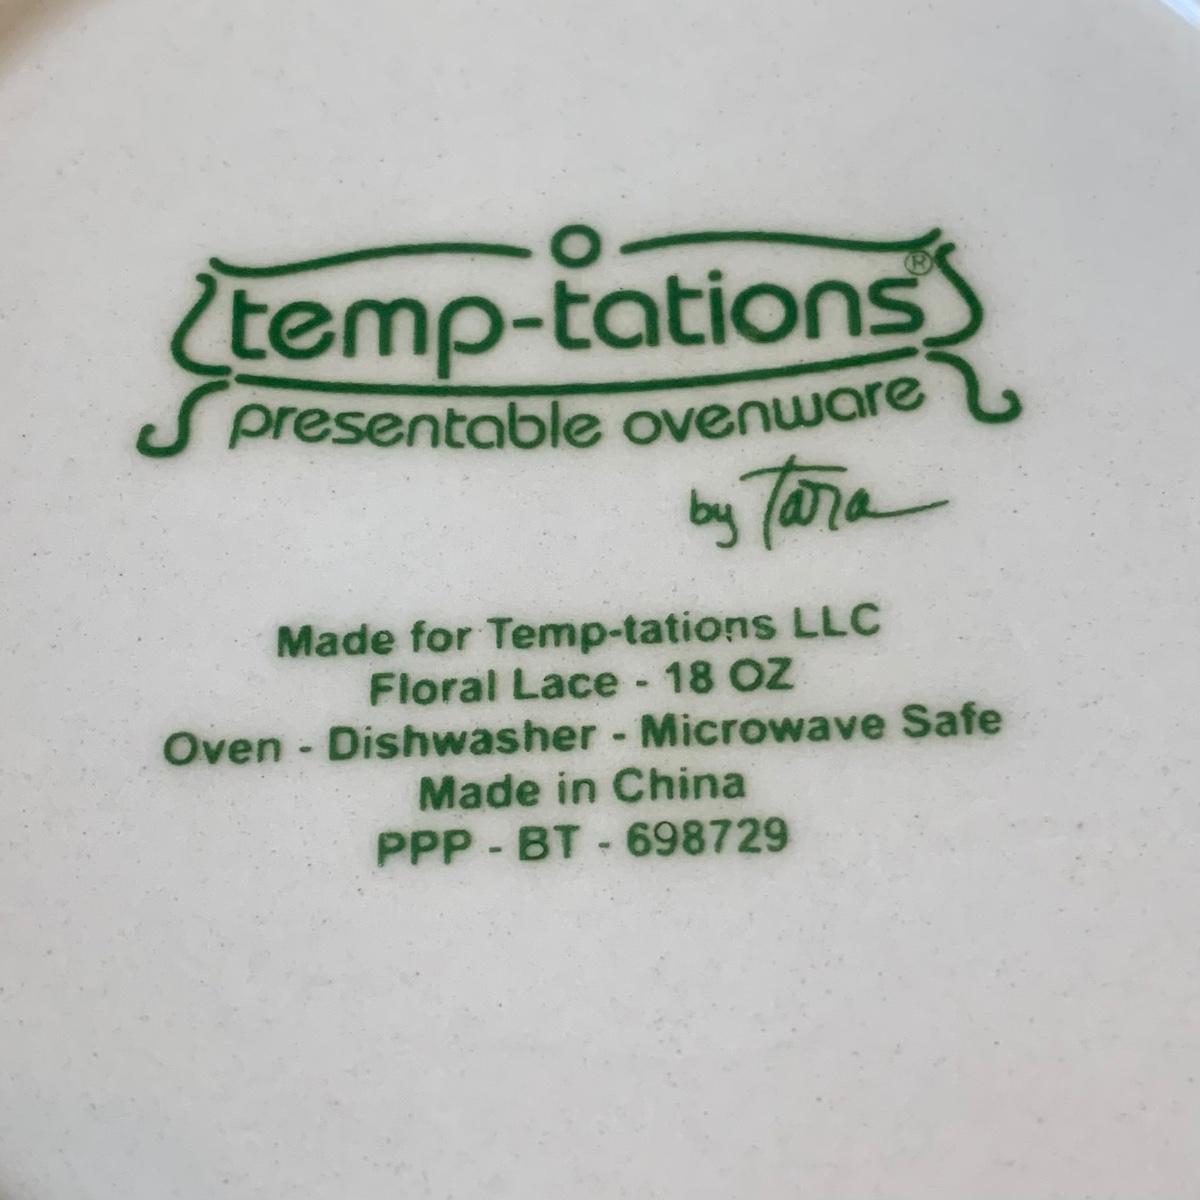 temp-tations®
presentable ovenware
by Tara
Made for Temp-tations LLC
Floral Lace - 18 OZ
Oven - Dishwasher - Microwave Safe
Made in China
PPP - BT - 698729